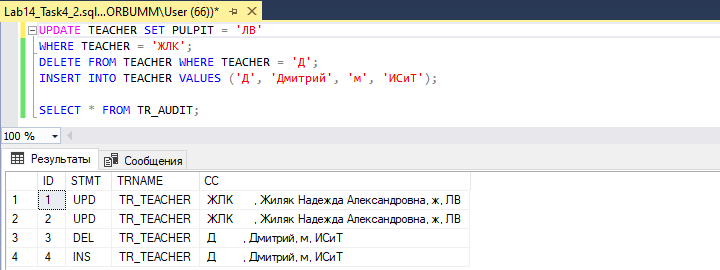 Lab14_Task4_2.sql...ORBUMM\User (66))*
UPDATE TEACHER SET PULPIT = 'ЛВ'
WHERE TEACHER = 'ЖЛК';
DELETE FROM TEACHER WHERE TEACHER = 'Д';
INSERT INTO TEACHER VALUES ('Д', 'Дмитрий', 'м', 'ИСиТ');
SELECT * FROM TR_AUDIT;
100 %
Результаты Сообщения
ID STMT TRNAME CC
1 1 UPD TR_TEACHER ЖЛК , Жиляк Надежда Александровна, ж, ЛВ
2 2 UPD TR_TEACHER ЖЛК , Жиляк Надежда Александровна, ж, ЛВ
3 3 DEL TR_TEACHER Д , Дмитрий, м, ИСиТ
4 4 INS TR_TEACHER Д , Дмитрий, м, ИСиТ